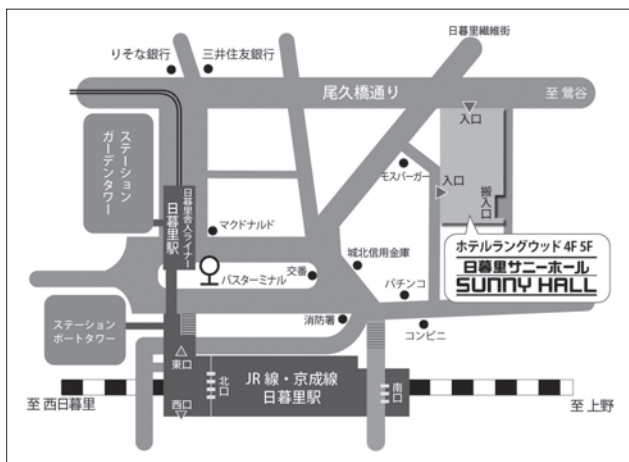 日暮里繊維街
りそな銀行
三井住友銀行
尾久橋通り
至 鶯谷
入口
ステーション
ガーデンタワー
モスバーガー
入口
搬入口
日暮里舎人ライナー
日暮里駅
マクドナルド
城北信用金庫
ホテルラングウッド 4F 5F
日暮里サニーホール
SUNNY HALL
バスターミナル
交番
パチンコ
ステーション
ポートタワー
消防署
コンビニ
東口
北口
JR 線・京成線
日暮里駅
南口
西口
至 西日暮里
至 上野